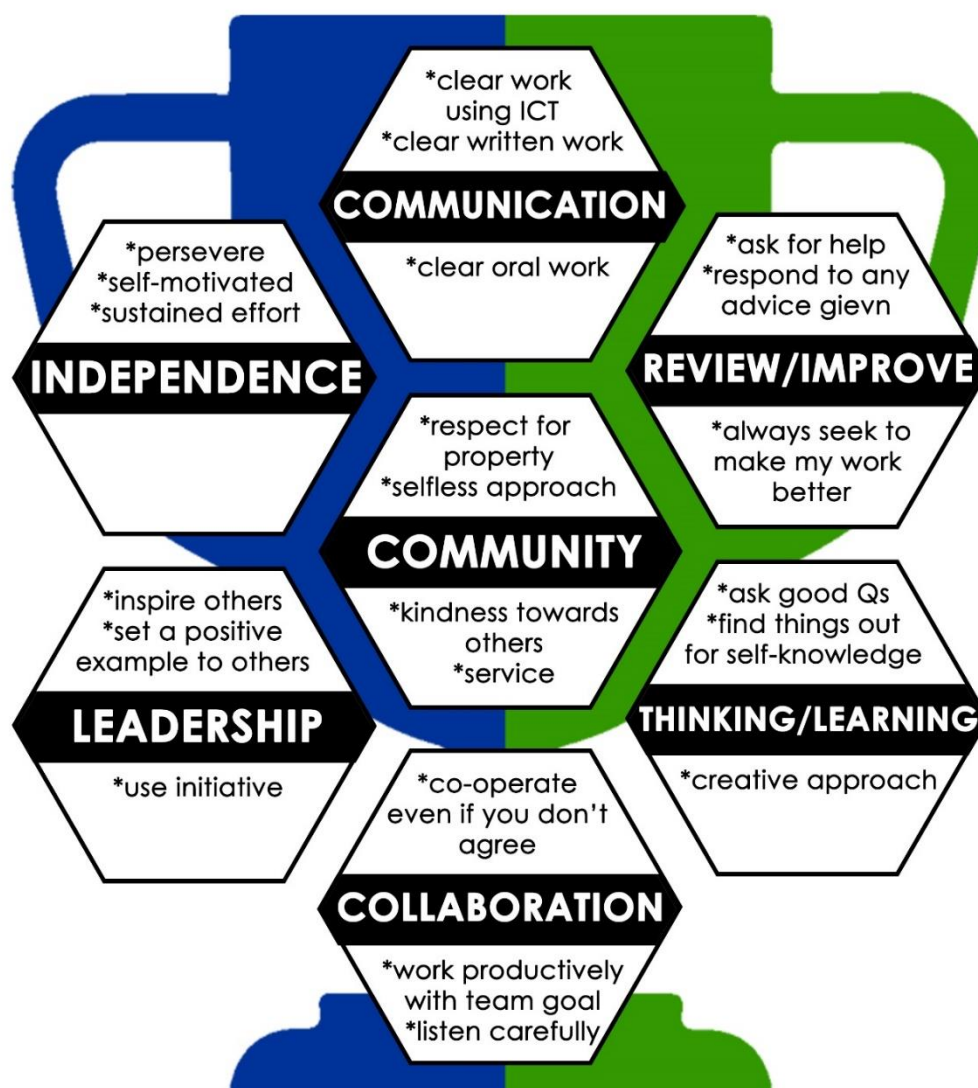 *clear work
using ICT
*clear written work
COMMUNICATION
*clear oral work
*persevere
*self-motivated
*sustained effort
INDEPENDENCE
*ask for help
*respond to any
advice gievn
REVIEW/IMPROVE
*always seek to
make my work
better
*respect for
property
*selfless approach
COMMUNITY
*kindness towards
others
*service
*inspire others
*set a positive
example to others
LEADERSHIP
*use initiative
*ask good Qs
*find things out
for self-knowledge
THINKING/LEARNING
*creative approach
*co-operate
even if you don't
agree
COLLABORATION
*work productively
with team goal
*listen carefully